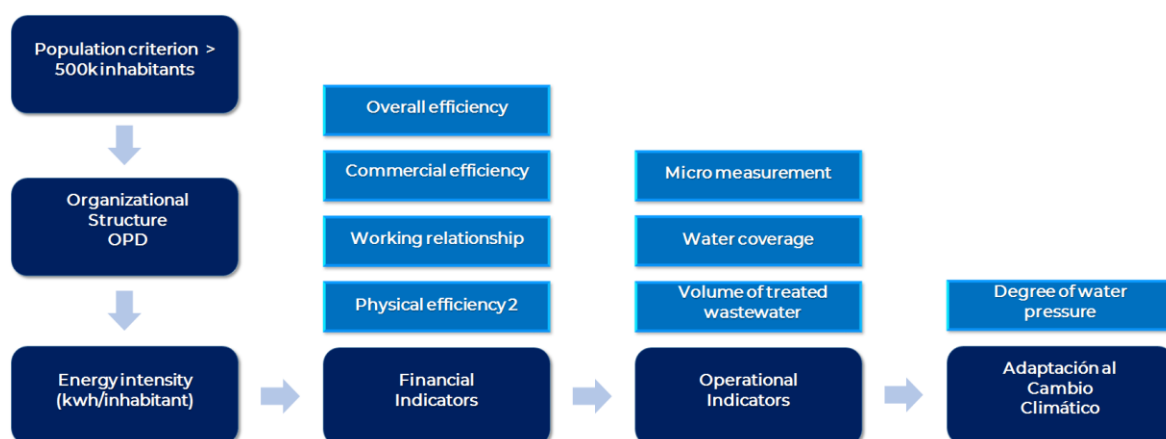 Population criterion >
500k inhabitants
Organizational
Structure
OPD
Energy intensity
(kwh/inhabitant)
Overall efficiency
Commercial efficiency
Working relationship
Physical efficiency 2
Financial
Indicators
Micro measurement
Water coverage
Volume of treated
wastewater
Operational
Indicators
Degree of water
pressure
Adaptación al
Cambio
Climático